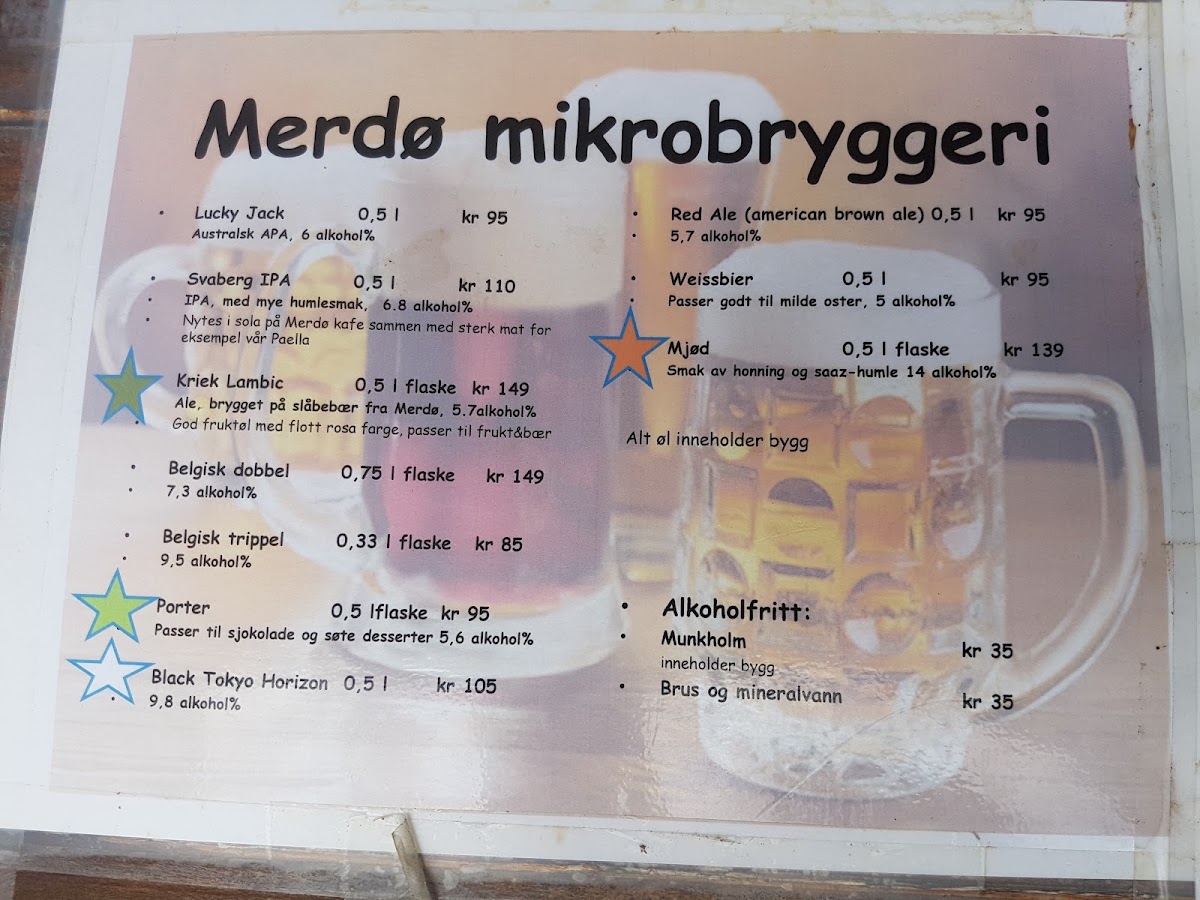 Merdø mikrobryggeri
• Lucky Jack 0,5 l kr 95
Australsk APA, 6 alkohol%
• Svaberg IPA 0,5 l kr 110
• IPA, med mye humlesmak, 6.8 alkohol%
• Nytes i sola på Merdø kafe sammen med sterk mat for
eksempel vår Paella
Kriek Lambic 0,5 l flaske kr 149
Ale, brygget på slåbebær fra Merdø, 5.7alkohol%
God fruktøl med flott rosa farge, passer til frukt&bær
• Belgisk dobbel 0,75 l flaske kr 149
• 7,3 alkohol%
• Belgisk trippel 0,33 l flaske kr 85
• 9,5 alkohol%
Porter 0,5 lflaske kr 95
Passer til sjokolade og søte desserter 5,6 alkohol%
Black Tokyo Horizon 0,5 l kr 105
• 9,8 alkohol%
• Red Ale (american brown ale) 0,5 l kr 95
• 5,7 alkohol%
• Weissbier 0,5 l kr 95
• Passer godt til milde oster, 5 alkohol%
Mjød 0,5 l flaske kr 139
Smak av honning og saaz-humle 14 alkohol%
Alt øl inneholder bygg
• Alkoholfritt:
• Munkholm kr 35
inneholder bygg
• Brus og mineralvann kr 35